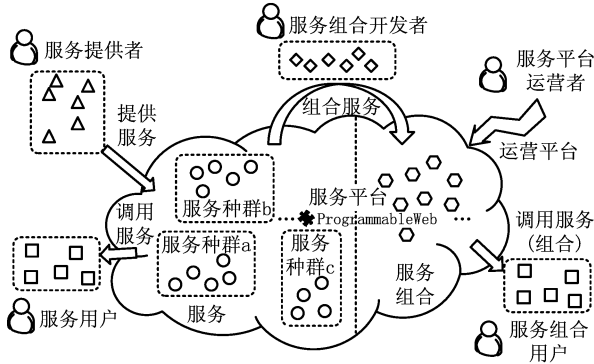 服务组合开发者
服务提供者
服务平台
运营者
提供
服务
组合服务
运营平台
服务种群b
服务平台
ProgrammableWeb
调用
服务
服务种群a
服务
种群c
服务
组合
调用服务
(组合)
服务用户
服务
服务组合
用户